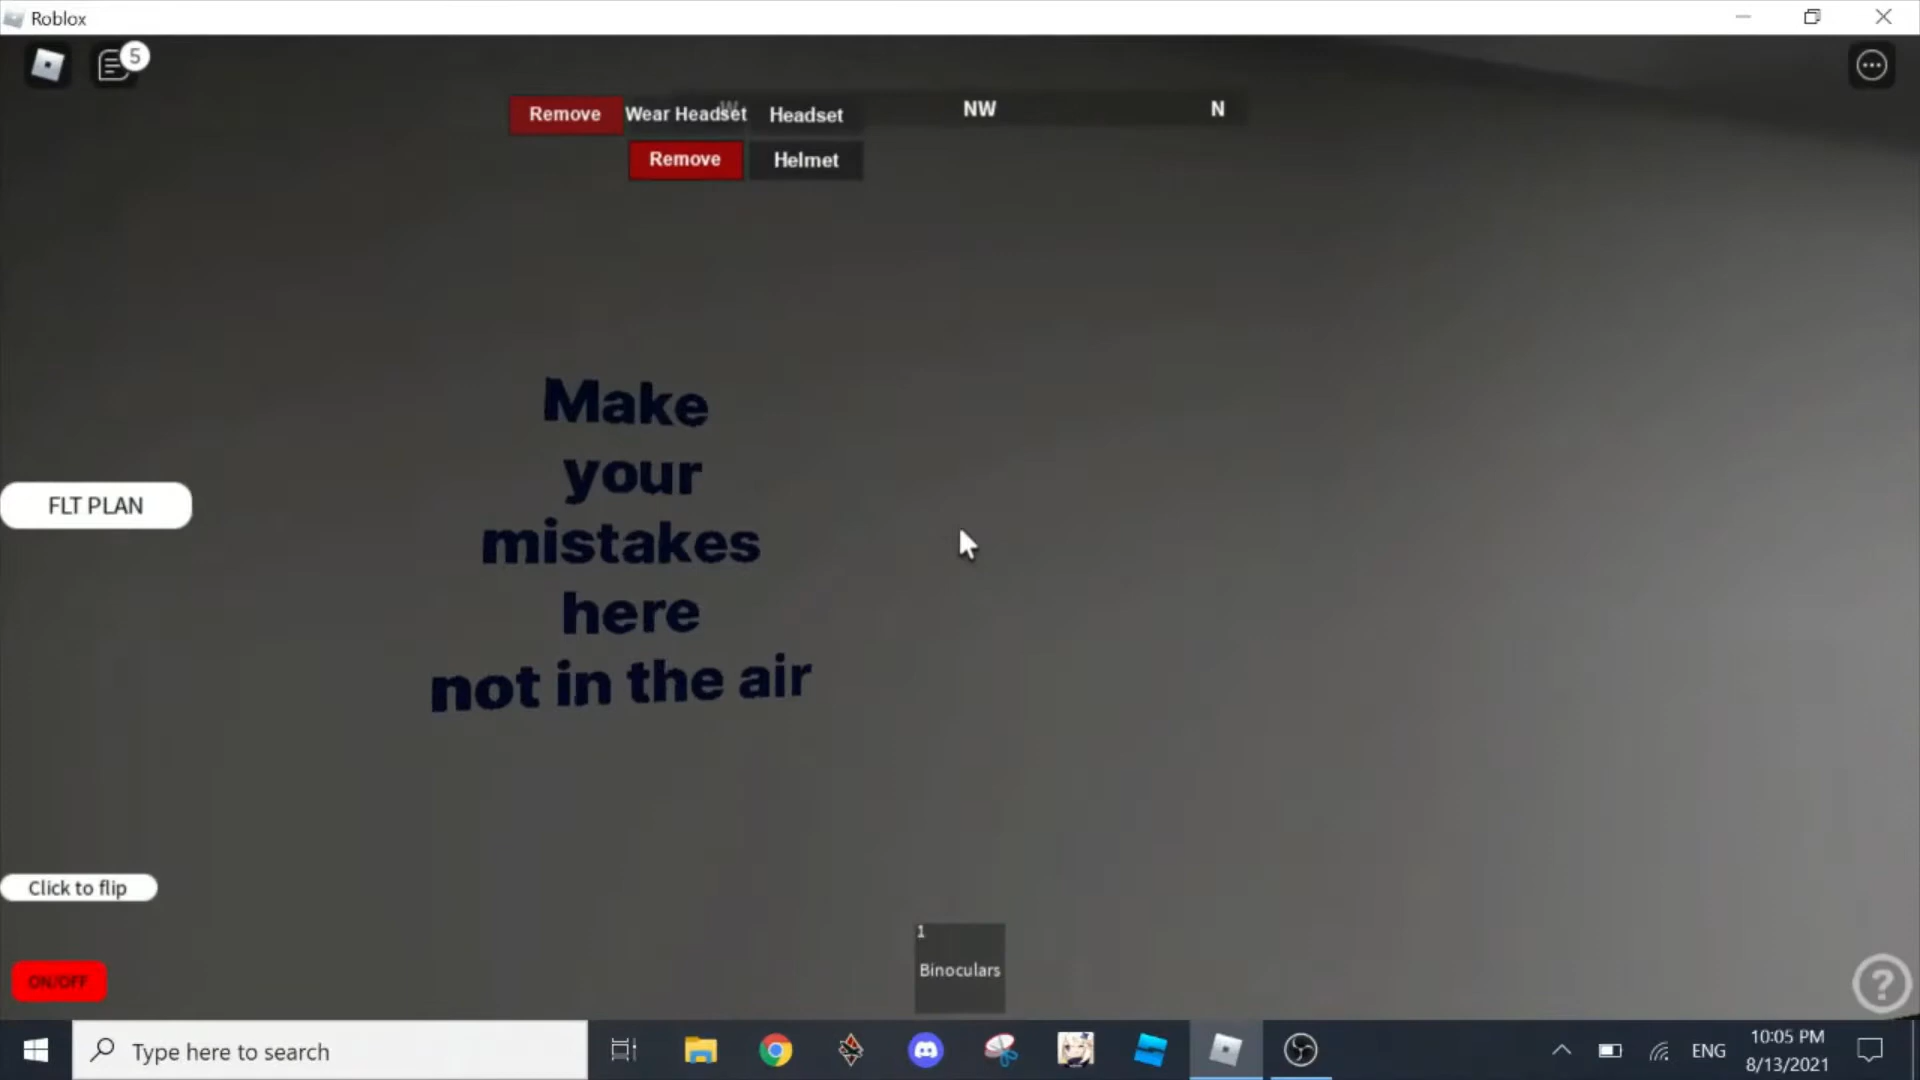 Roblox
5
W NW N
Remove Wear Headset Headset
Remove Helmet
Make
your
mistakes
here
not in the air
FLT PLAN
Click to flip
ON/OFF
1
Binoculars
?
Type here to search
ENG
10:05 PM
8/13/2021